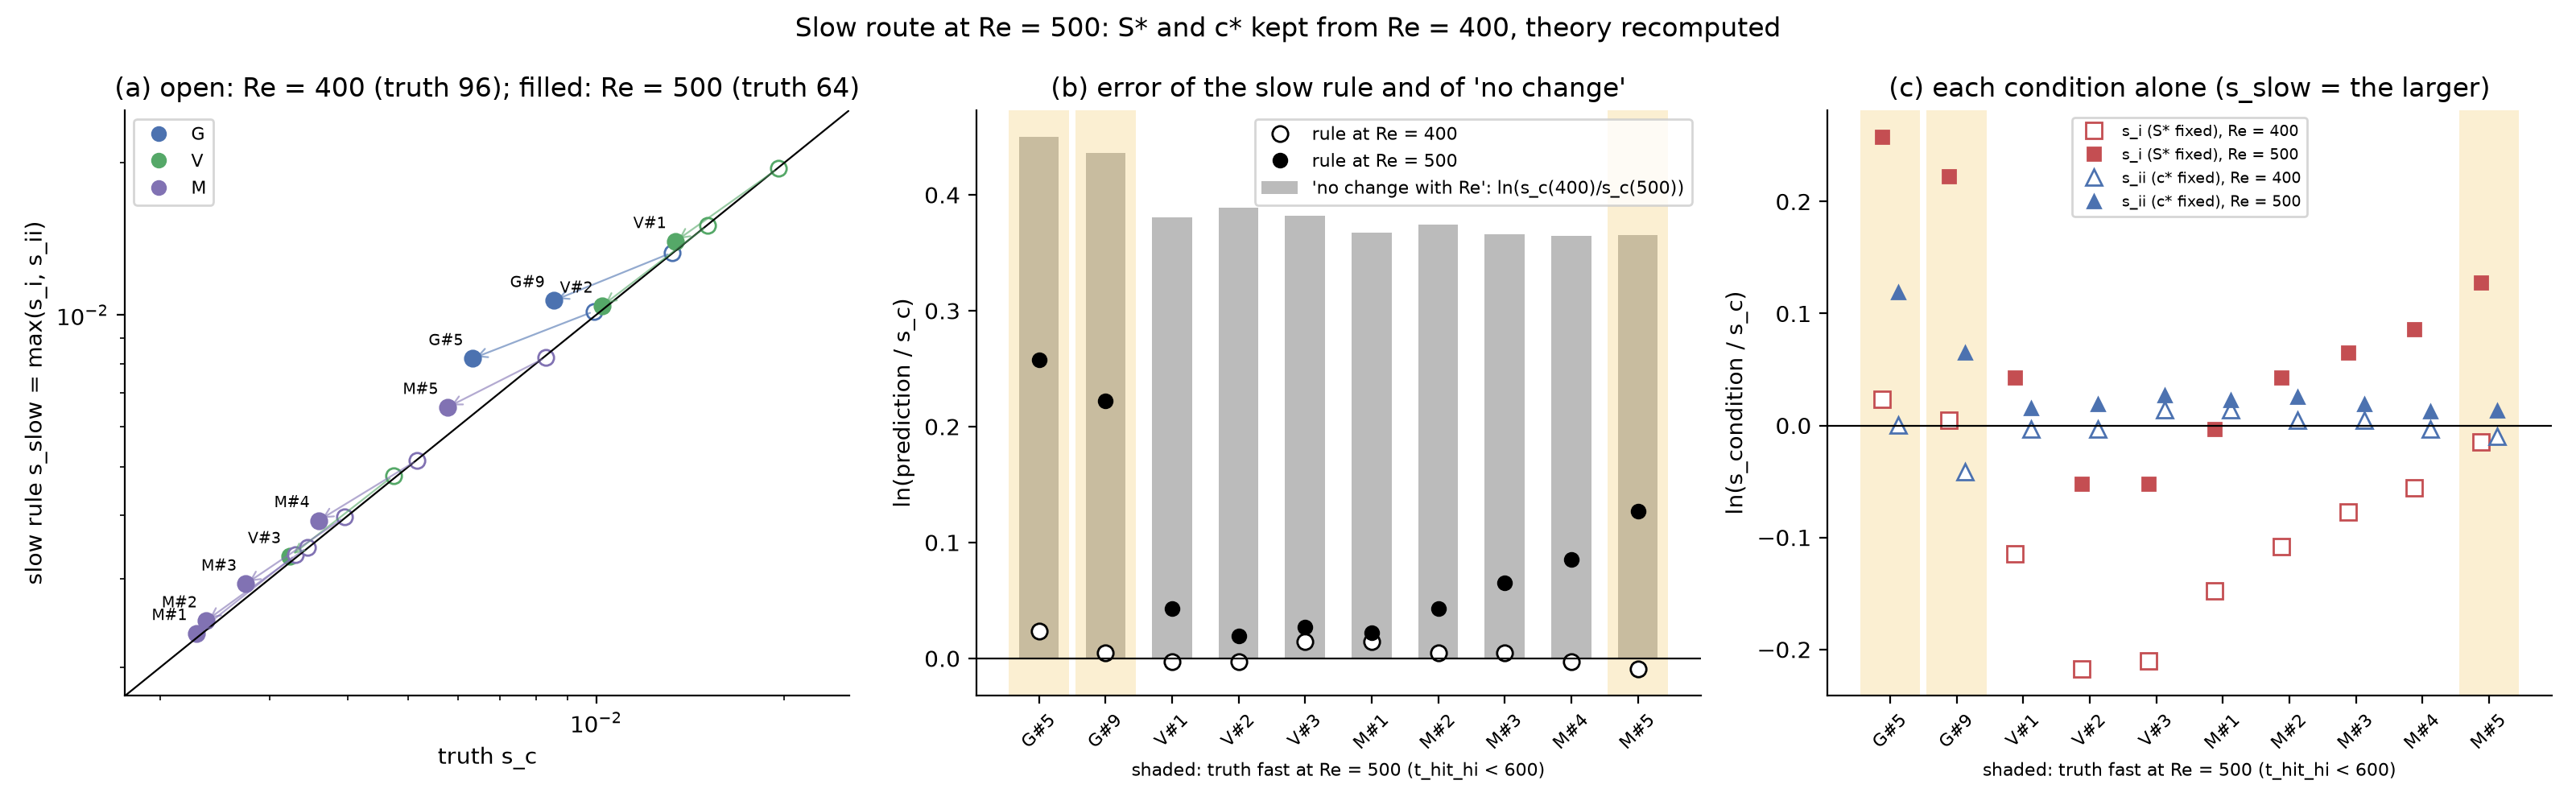 Slow route at Re = 500: S* and c* kept from Re = 400, theory recomputed
(a) open: Re = 400 (truth 96); filled: Re = 500 (truth 64)
G
V
M
V#1
G#9
V#2
G#5
M#5
M#4
V#3
M#3
M#2
M#1
10⁻²
10⁻²
slow rule s_slow = max(s_i, s_ii)
truth s_c
(b) error of the slow rule and of 'no change'
rule at Re = 400
rule at Re = 500
'no change with Re': ln(s_c(400)/s_c(500))
0.4
0.3
0.2
0.1
0.0
ln(prediction / s_c)
G#5
G#9
V#1
V#2
V#3
M#1
M#2
M#3
M#4
M#5
shaded: truth fast at Re = 500 (t_hit_hi < 600)
(c) each condition alone (s_slow = the larger)
s_i (S* fixed), Re = 400
s_i (S* fixed), Re = 500
s_ii (c* fixed), Re = 400
s_ii (c* fixed), Re = 500
0.2
0.1
0.0
−0.1
−0.2
ln(s_condition / s_c)
G#5
G#9
V#1
V#2
V#3
M#1
M#2
M#3
M#4
M#5
shaded: truth fast at Re = 500 (t_hit_hi < 600)